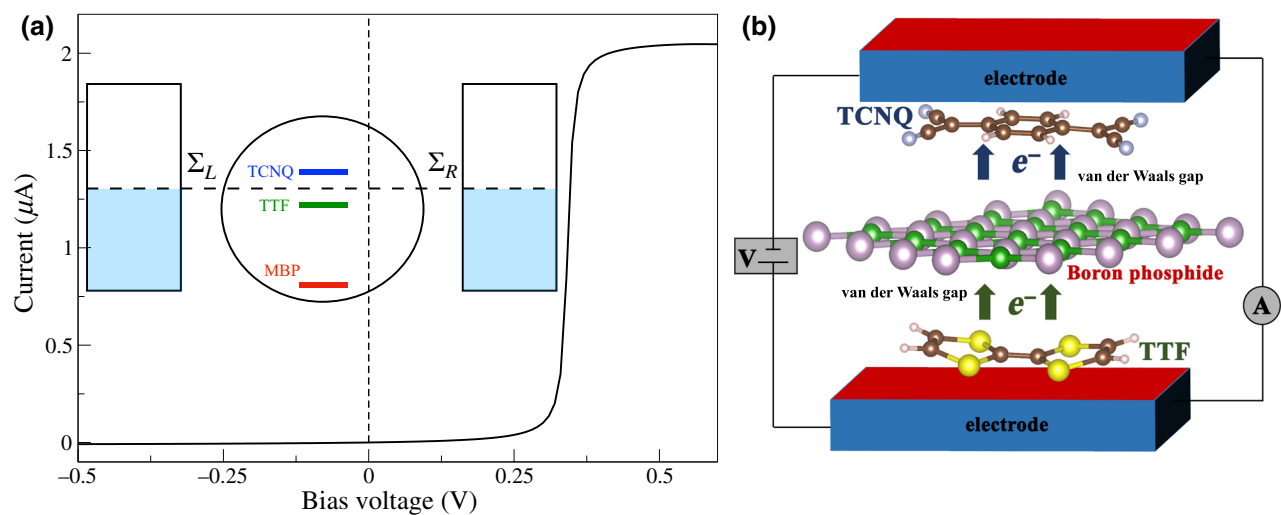 (a)
2
1.5
1
0.5
0
Current (μA)
Σ_L
Σ_R
TCNQ
TTF
MBP
−0.5
−0.25
0
0.25
0.5
Bias voltage (V)
(b)
electrode
TCNQ
e⁻
van der Waals gap
V
Boron phosphide
van der Waals gap
e⁻
A
TTF
electrode